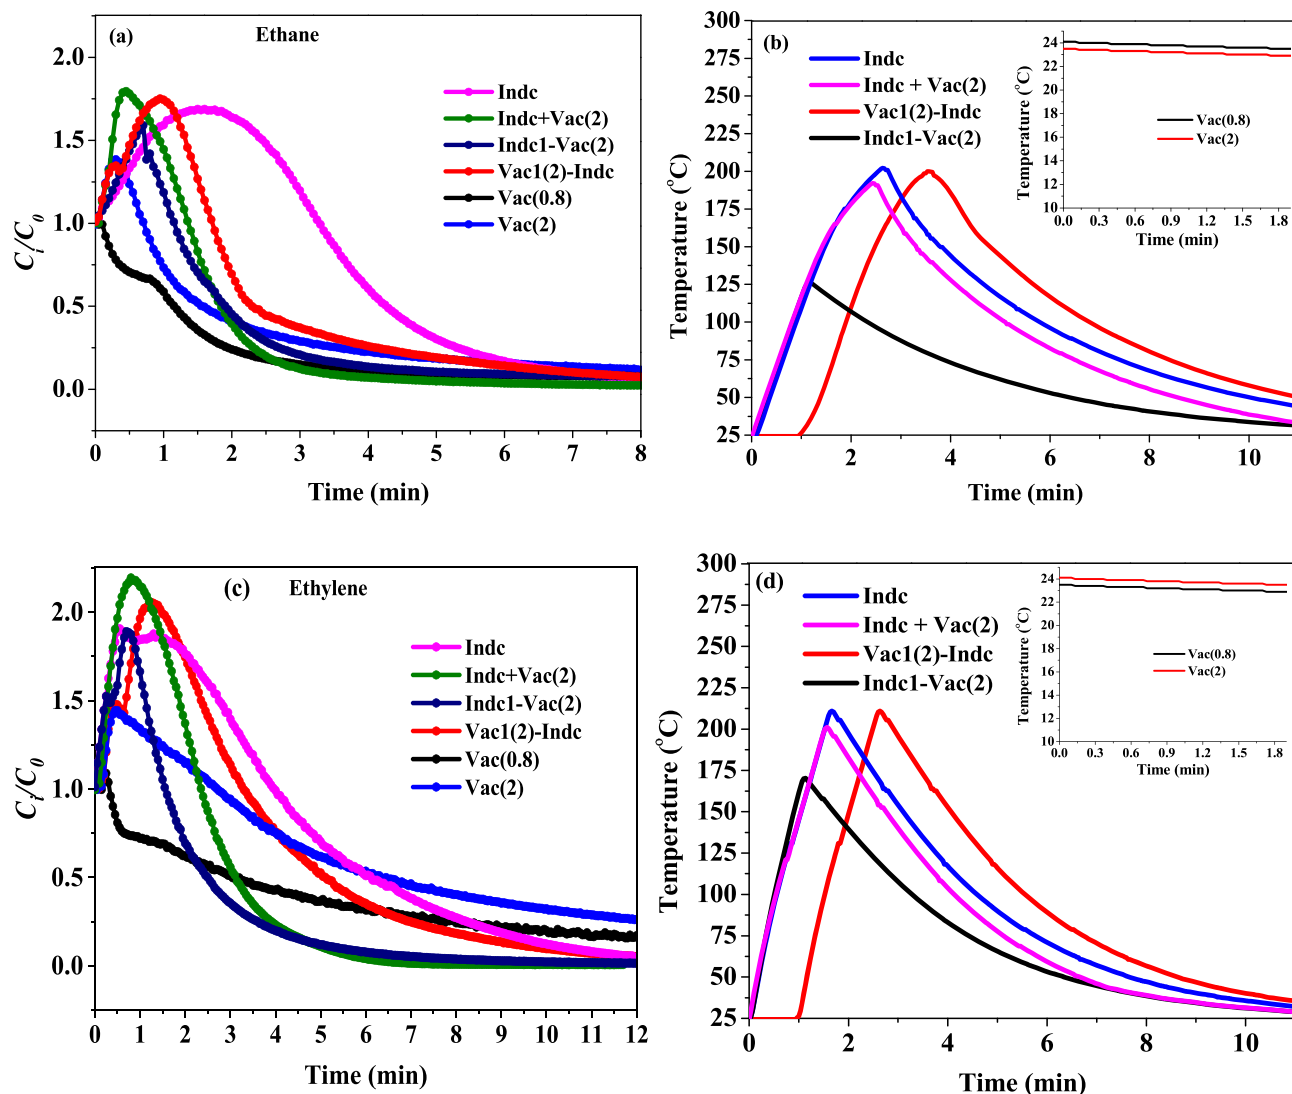 (a)
Ethane
2.0
1.5
1.0
0.5
0.0
Ci/C0
Indc
Indc+Vac(2)
Indc1-Vac(2)
Vac1(2)-Indc
Vac(0.8)
Vac(2)
0 1 2 3 4 5 6 7 8
Time (min)
(b)
300
275
250
225
200
175
150
125
100
75
50
25
Temperature (°C)
Indc
Indc + Vac(2)
Vac1(2)-Indc
Indc1-Vac(2)
0 2 4 6 8 10
Time (min)
26
24
22
20
18
16
14
12
10
Temperature (°C)
Vac(0.8)
Vac(2)
0.0 0.3 0.6 0.9 1.2 1.5 1.8
Time (min)
(c)
Ethylene
2.0
1.5
1.0
0.5
0.0
Ci/C0
Indc
Indc+Vac(2)
Indc1-Vac(2)
Vac1(2)-Indc
Vac(0.8)
Vac(2)
0 1 2 3 4 5 6 7 8 9 10 11 12
Time (min)
(d)
300
275
250
225
200
175
150
125
100
75
50
25
Temperature (°C)
Indc
Indc + Vac(2)
Vac1(2)-Indc
Indc1-Vac(2)
0 2 4 6 8 10
Time (min)
24
22
20
18
16
14
12
10
Temperature (°C)
Vac(0.8)
Vac(2)
0.0 0.3 0.6 0.9 1.2 1.5 1.8
Time (min)